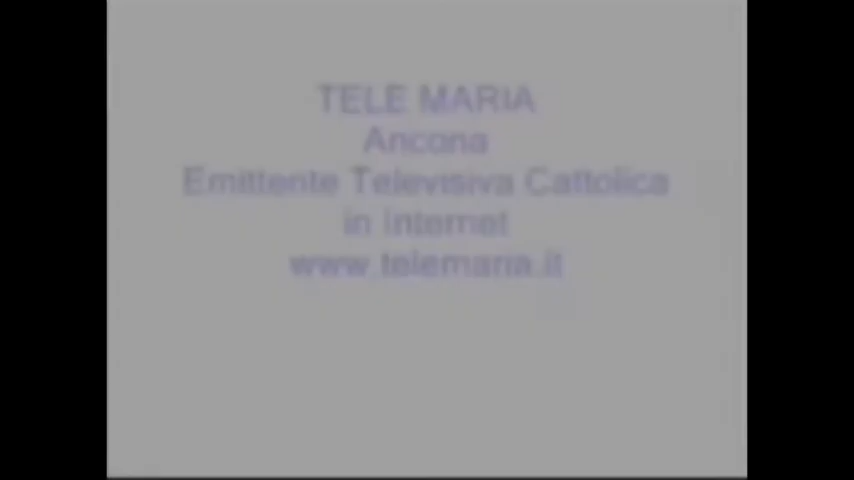 TELE MARIA
Ancona
Emittente Televisiva Cattolica
in Internet
www.telemaria.it